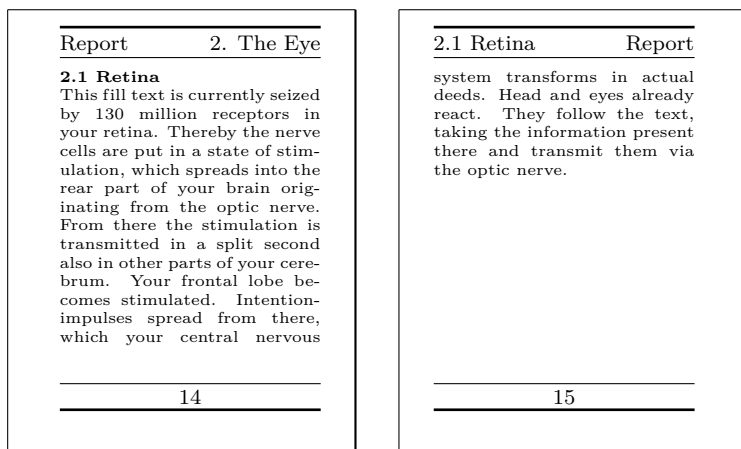 Report 2. The Eye
2.1 Retina
This fill text is currently seized
by 130 million receptors in
your retina. Thereby the nerve
cells are put in a state of stim-
ulation, which spreads into the
rear part of your brain orig-
inating from the optic nerve.
From there the stimulation is
transmitted in a split second
also in other parts of your cere-
brum. Your frontal lobe be-
comes stimulated. Intention-
impulses spread from there,
which your central nervous
14
2.1 Retina Report
system transforms in actual
deeds. Head and eyes already
react. They follow the text,
taking the information present
there and transmit them via
the optic nerve.
15